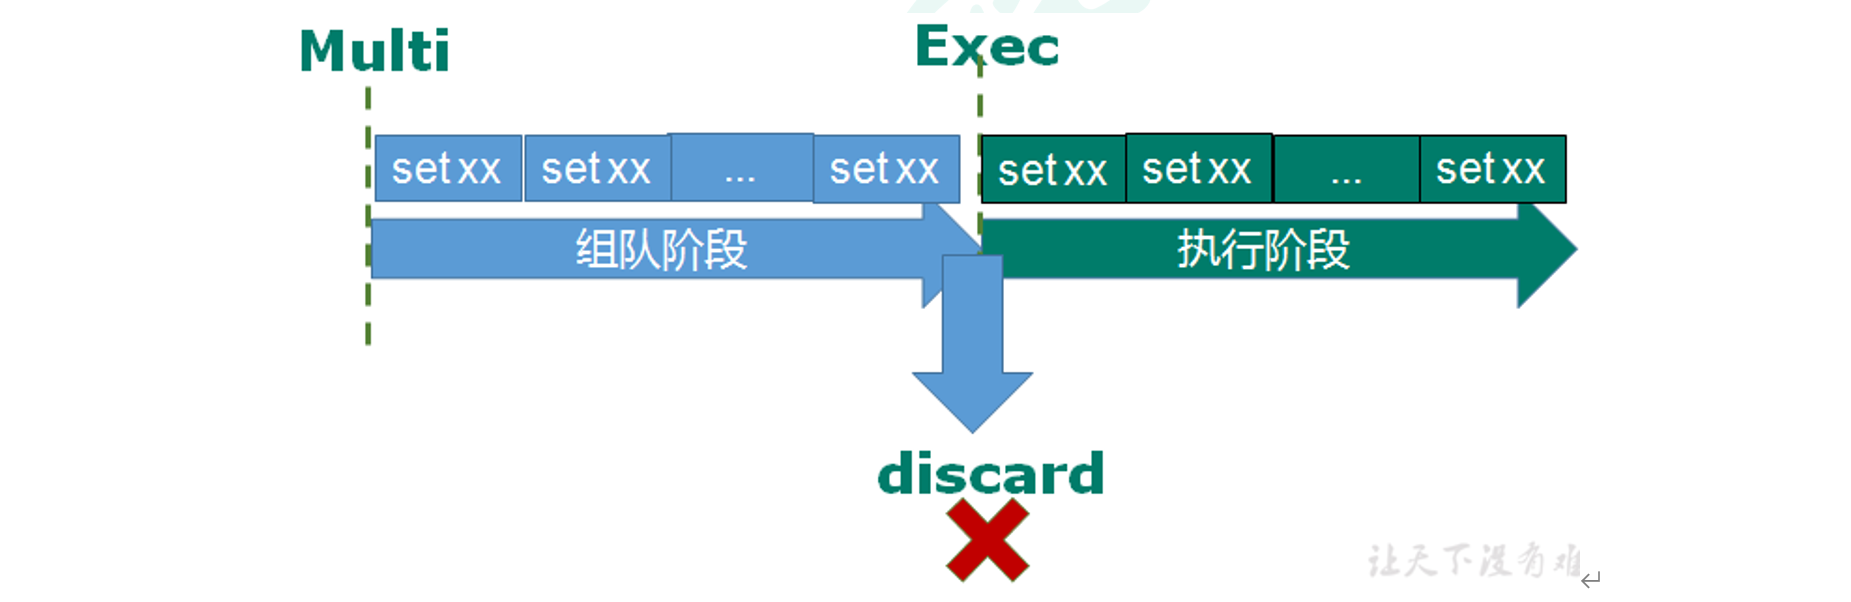 Multi
Exec
set xx set xx ... set xx set xx set xx ... set xx
组队阶段 执行阶段
discard
让天下没有难